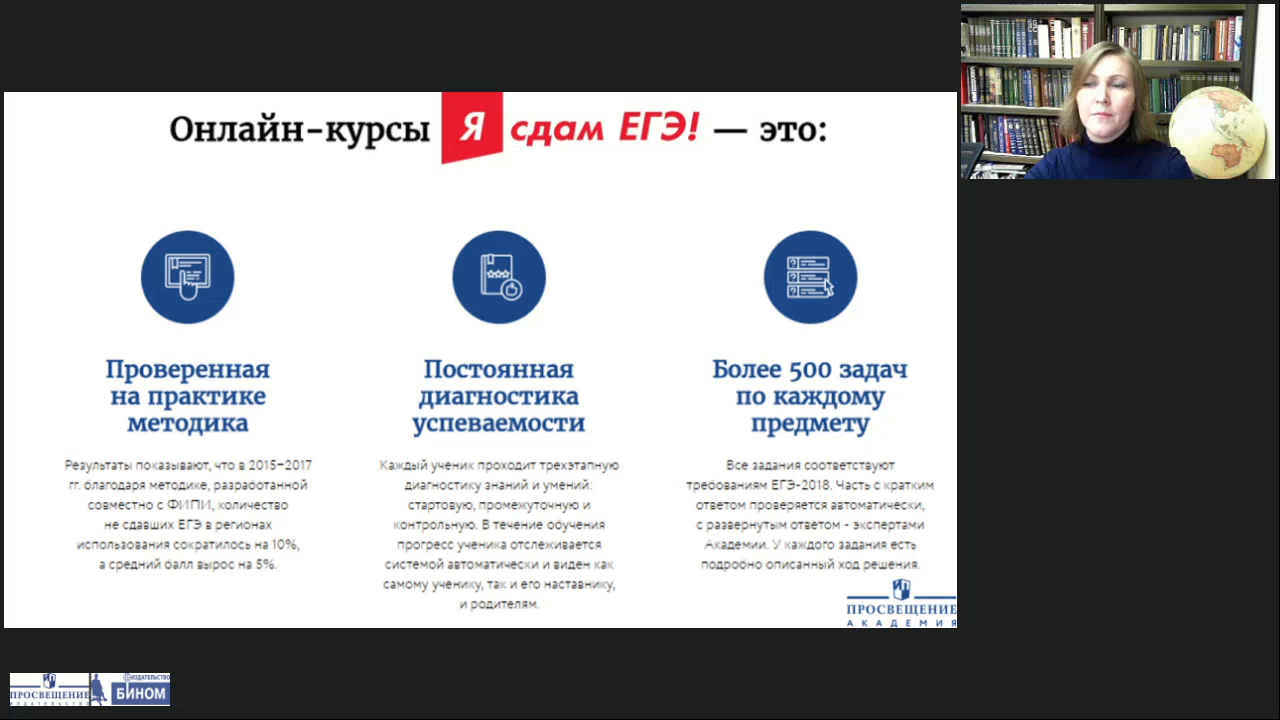 Онлайн-курсы Я сдам ЕГЭ! — это:
Проверенная
на практике
методика
Результаты показывают, что в 2015–2017
гг. благодаря методике, разработанной
совместно с ФИПИ, количество
не сдавших ЕГЭ в регионах
использования сократилось на 10%,
а средний балл вырос на 5%.
Постоянная
диагностика
успеваемости
Каждый ученик проходит трехэтапную
диагностику знаний и умений:
стартовую, промежуточную и
контрольную. В течение обучения
прогресс ученика отслеживается
системой автоматически и виден как
самому ученику, так и его наставнику,
и родителям.
Более 500 задач
по каждому
предмету
Все задания соответствуют
требованиям ЕГЭ-2018. Часть с кратким
ответом проверяется автоматически,
с развернутым ответом - экспертами
Академии. У каждого задания есть
подробно описанный ход решения.
ПРОСВЕЩЕНИЕ
АКАДЕМИЯ
ПРОСВЕЩЕНИЕ
ИЗДАТЕЛЬСТВО
ИЗДАТЕЛЬСТВО
БИНОМ